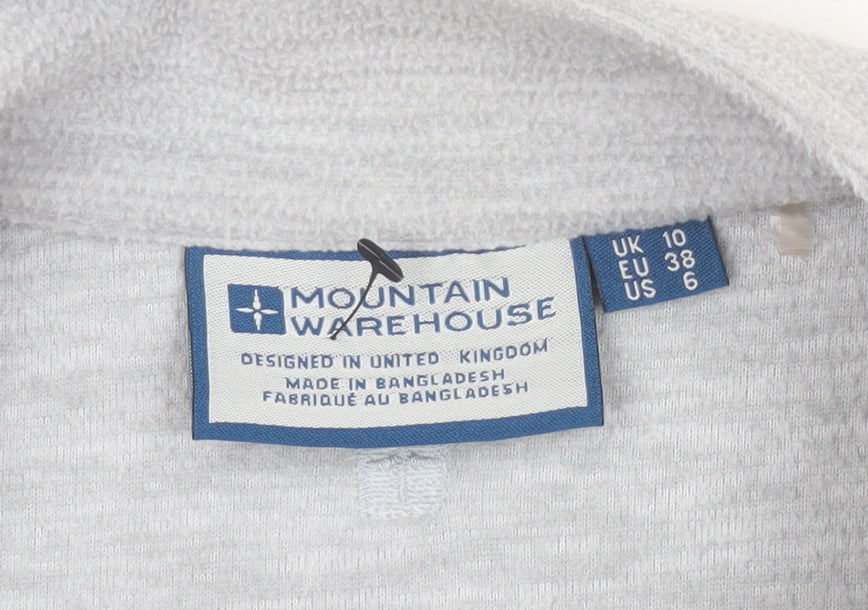 MOUNTAIN
WAREHOUSE
DESIGNED IN UNITED KINGDOM
MADE IN BANGLADESH
FABRIQUÉ AU BANGLADESH
UK 10
EU 38
US 6